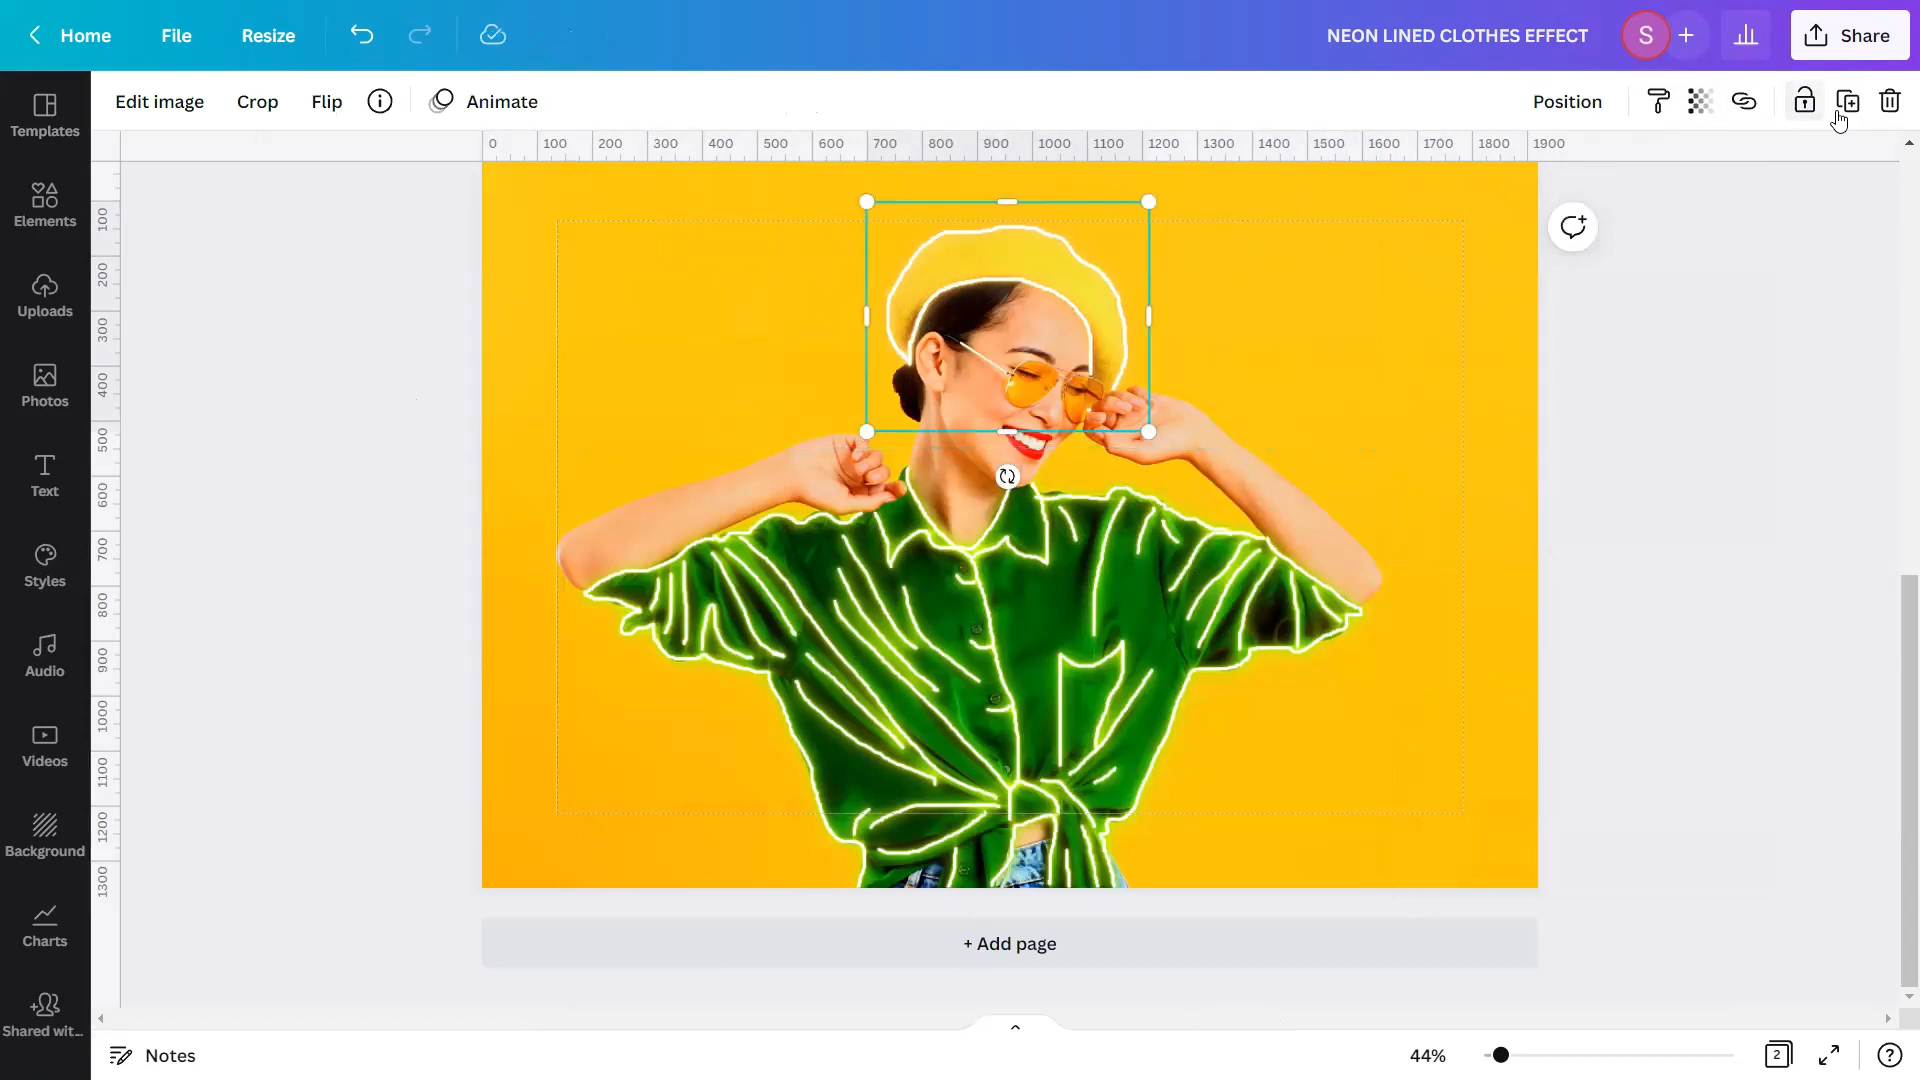 Home File Resize NEON LINED CLOTHES EFFECT S + Share
Edit image Crop Flip Animate Position
0 100 200 300 400 500 600 700 800 900 1000 1100 1200 1300 1400 1500 1600 1700 1800 1900
100
200
300
400
500
600
700
800
900
1000
1100
1200
1300
Templates
Elements
Uploads
Photos
Text
Styles
Audio
Videos
Background
Charts
Shared wit...
+ Add page
Notes 44% 2 ?